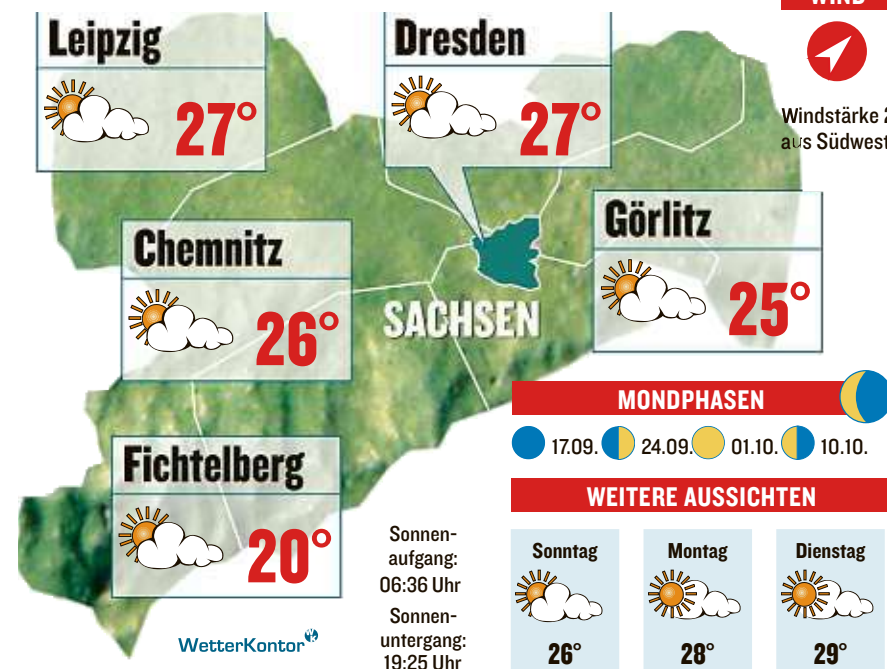 WIND
Leipzig
27°
Dresden
27°
Windstärke 2
aus Südwest
Chemnitz
26°
Görlitz
25°
SACHSEN
Fichtelberg
20°
MONDPHASEN
17.09. 24.09. 01.10. 10.10.
WEITERE AUSSICHTEN
Sonntag
26°
Montag
28°
Dienstag
29°
Sonnen-
aufgang:
06:36 Uhr
Sonnen-
untergang:
19:25 Uhr
WetterKontor